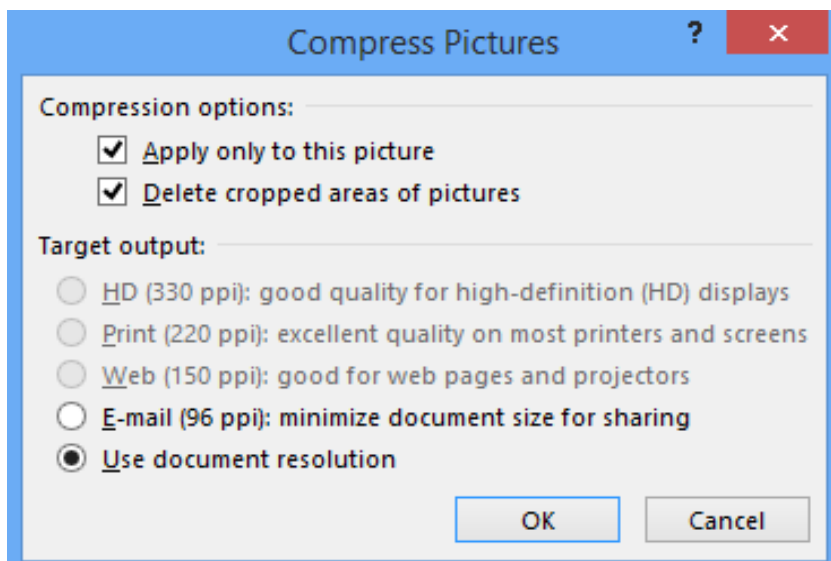 Compress Pictures ?
Compression options:
Apply only to this picture
Delete cropped areas of pictures
Target output:
HD (330 ppi): good quality for high-definition (HD) displays
Print (220 ppi): excellent quality on most printers and screens
Web (150 ppi): good for web pages and projectors
E-mail (96 ppi): minimize document size for sharing
Use document resolution
OK Cancel